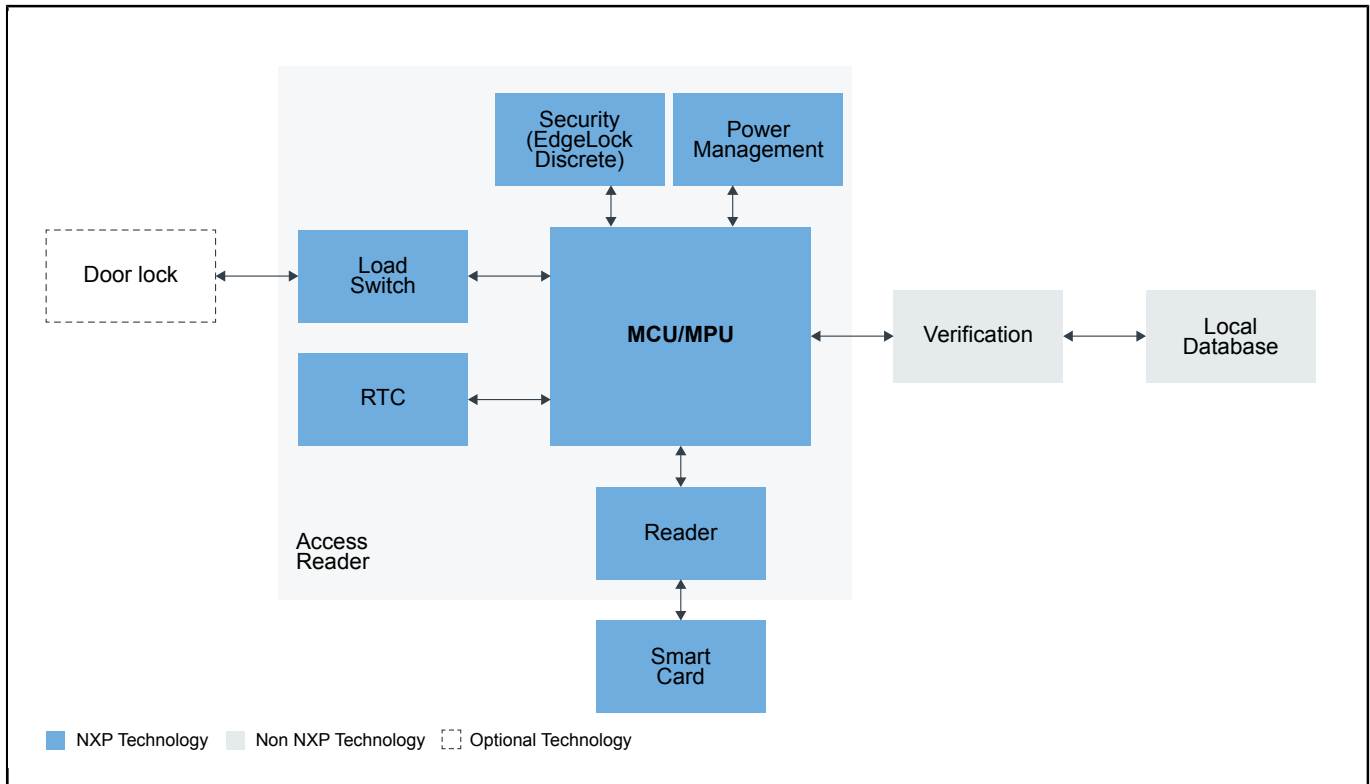 Security
(EdgeLock
Discrete)
Power
Management
Door lock
Load
Switch
MCU/MPU
Verification
Local
Database
RTC
Reader
Access
Reader
Smart
Card
NXP Technology
Non NXP Technology
Optional Technology